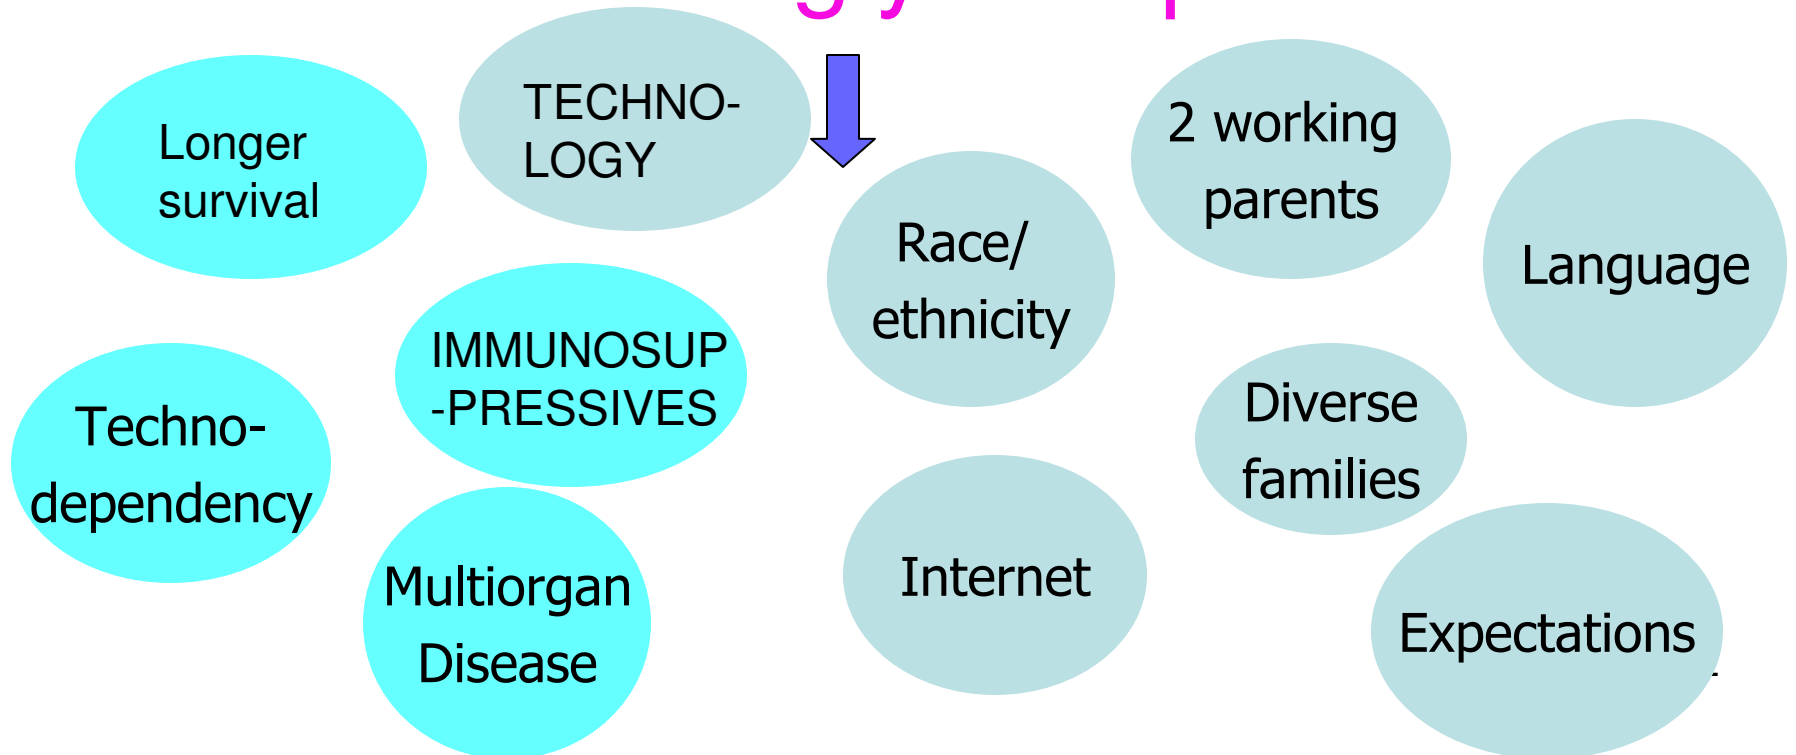 Longer
survival
TECHNO-
LOGY
2 working
parents
Race/
ethnicity
Language
IMMUNOSUP
-PRESSIVES
Techno-
dependency
Diverse
families
Multiorgan
Disease
Internet
Expectations